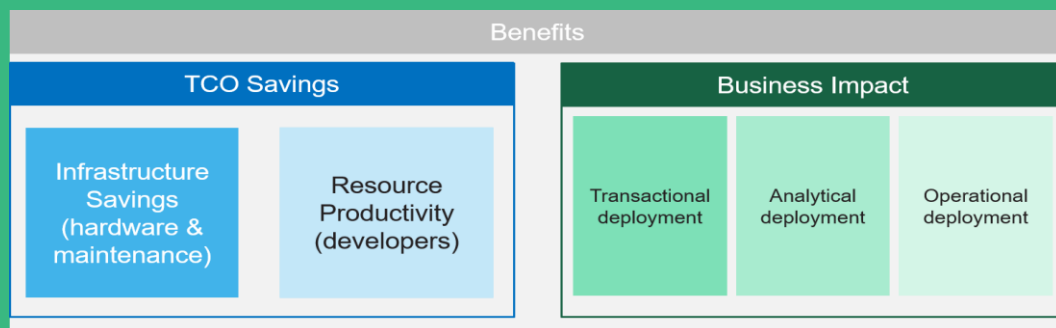 Benefits
TCO Savings
Infrastructure
Savings
(hardware &
maintenance)
Resource
Productivity
(developers)
Business Impact
Transactional
deployment
Analytical
deployment
Operational
deployment